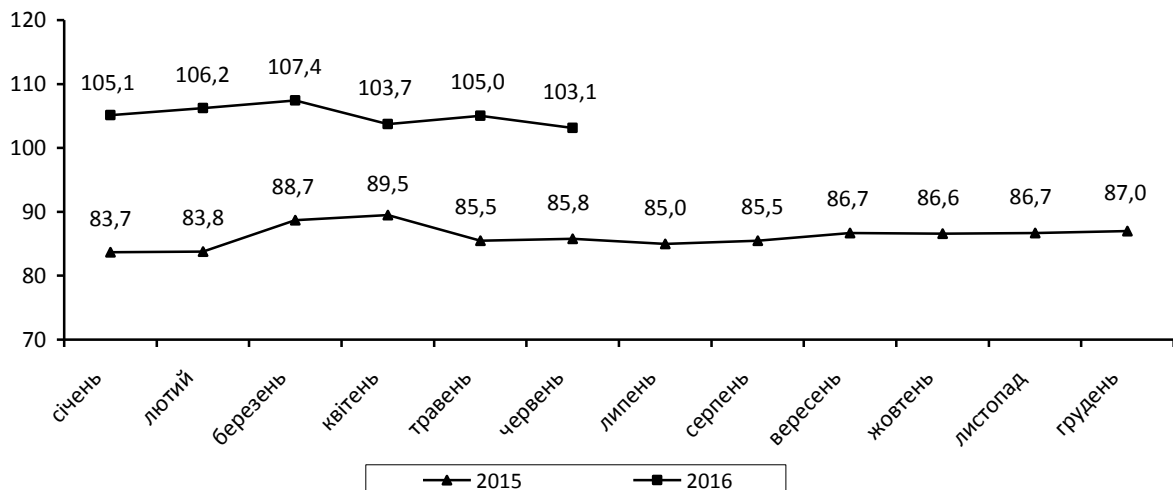 120
110
100
90
80
70
105,1 106,2 107,4 103,7 105,0 103,1
83,7 83,8 88,7 89,5 85,5 85,8 85,0 85,5 86,7 86,6 86,7 87,0
січень
лютий
березень
квітень
травень
червень
липень
серпень
вересень
жовтень
листопад
грудень
2015 2016